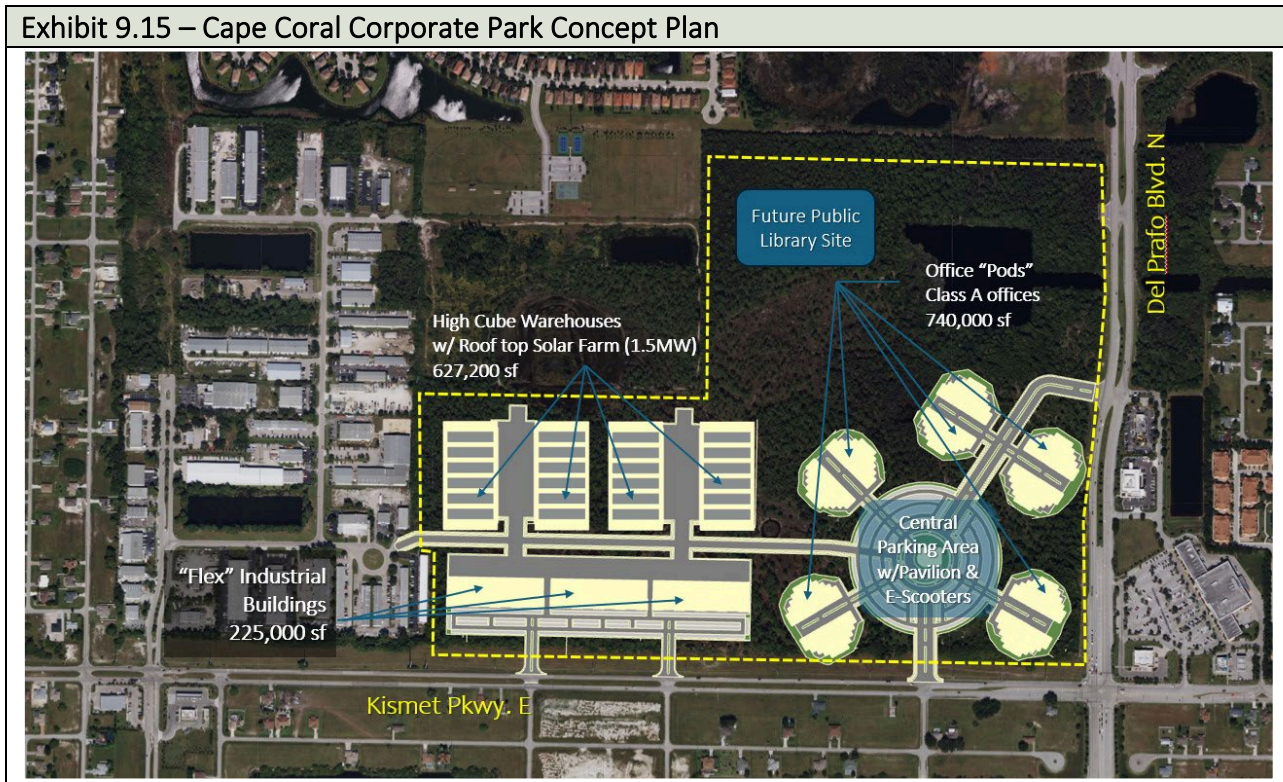 Exhibit 9.15 – Cape Coral Corporate Park Concept Plan
Future Public
Library Site
Del Prafo Blvd. N
Office “Pods”
Class A offices
740,000 sf
High Cube Warehouses
w/ Roof top Solar Farm (1.5MW)
627,200 sf
Central
Parking Area
w/Pavilion &
E-Scooters
“Flex” Industrial
Buildings
225,000 sf
Kismet Pkwy. E